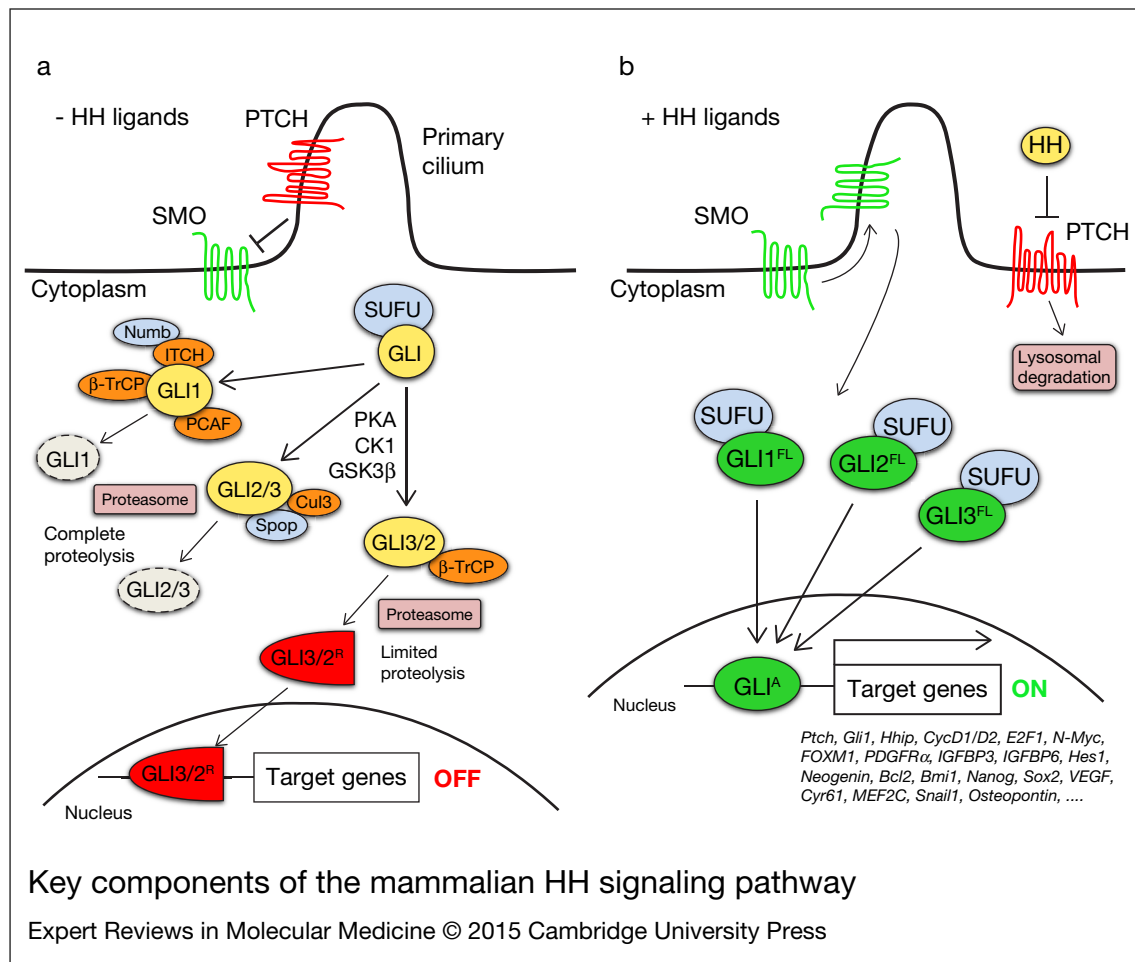 a
- HH ligands
PTCH
Primary
cilium
SMO
Cytoplasm
SUFU
GLI
Numb
ITCH
β-TrCP
GLI1
PCAF
GLI1
PKA
CK1
GSK3β
GLI2/3
Cul3
Spop
Proteasome
Complete
proteolysis
GLI2/3
GLI3/2
β-TrCP
Proteasome
Limited
proteolysis
GLI3/2ᴿ
GLI3/2ᴿ
Target genes
OFF
Nucleus
b
+ HH ligands
HH
SMO
PTCH
Cytoplasm
Lysosomal
degradation
SUFU
GLI1ᶠᴸ
SUFU
GLI2ᶠᴸ
SUFU
GLI3ᶠᴸ
Nucleus
GLIᴬ
Target genes
ON
Ptch, Gli1, Hhip, CycD1/D2, E2F1, N-Myc,
FOXM1, PDGFRα, IGFBP3, IGFBP6, Hes1,
Neogenin, Bcl2, Bmi1, Nanog, Sox2, VEGF,
Cyr61, MEF2C, Snail1, Osteopontin, ....
Key components of the mammalian HH signaling pathway
Expert Reviews in Molecular Medicine © 2015 Cambridge University Press